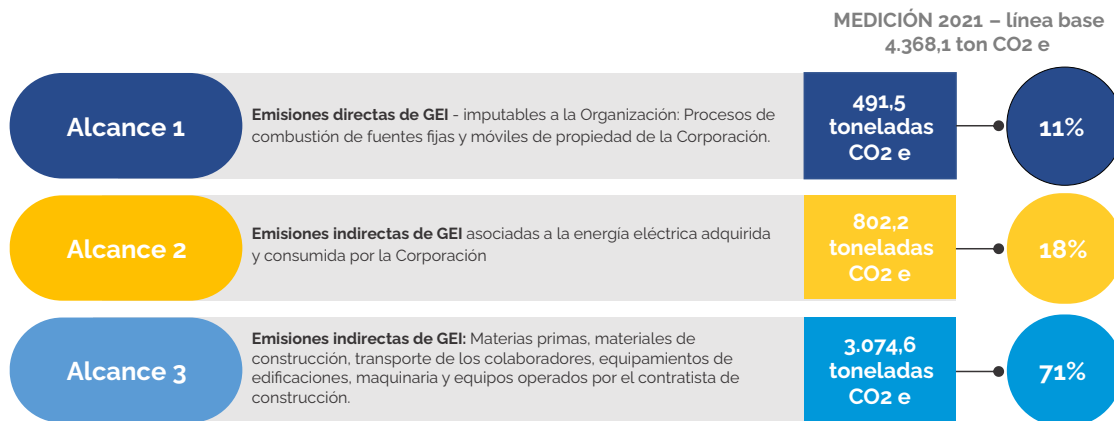 MEDICIÓN 2021 – línea base
4.368,1 ton CO2 e
Alcance 1
Emisiones directas de GEI - imputables a la Organización: Procesos de
combustión de fuentes fijas y móviles de propiedad de la Corporación.
491,5
toneladas
CO2 e
11%
Alcance 2
Emisiones indirectas de GEI asociadas a la energía eléctrica adquirida
y consumida por la Corporación
802,2
toneladas
CO2 e
18%
Alcance 3
Emisiones indirectas de GEI: Materias primas, materiales de
construcción, transporte de los colaboradores, equipamientos de
edificaciones, maquinaria y equipos operados por el contratista de
construcción.
3.074,6
toneladas
CO2 e
71%